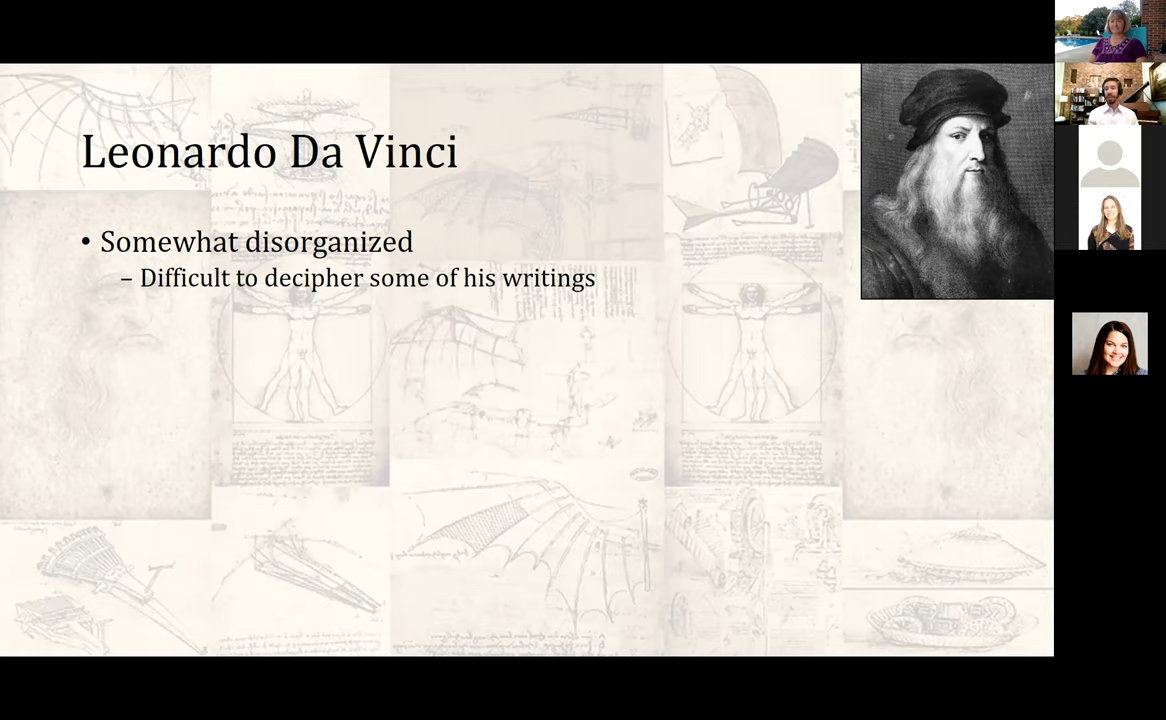 Leonardo Da Vinci
• Somewhat disorganized
– Difficult to decipher some of his writings